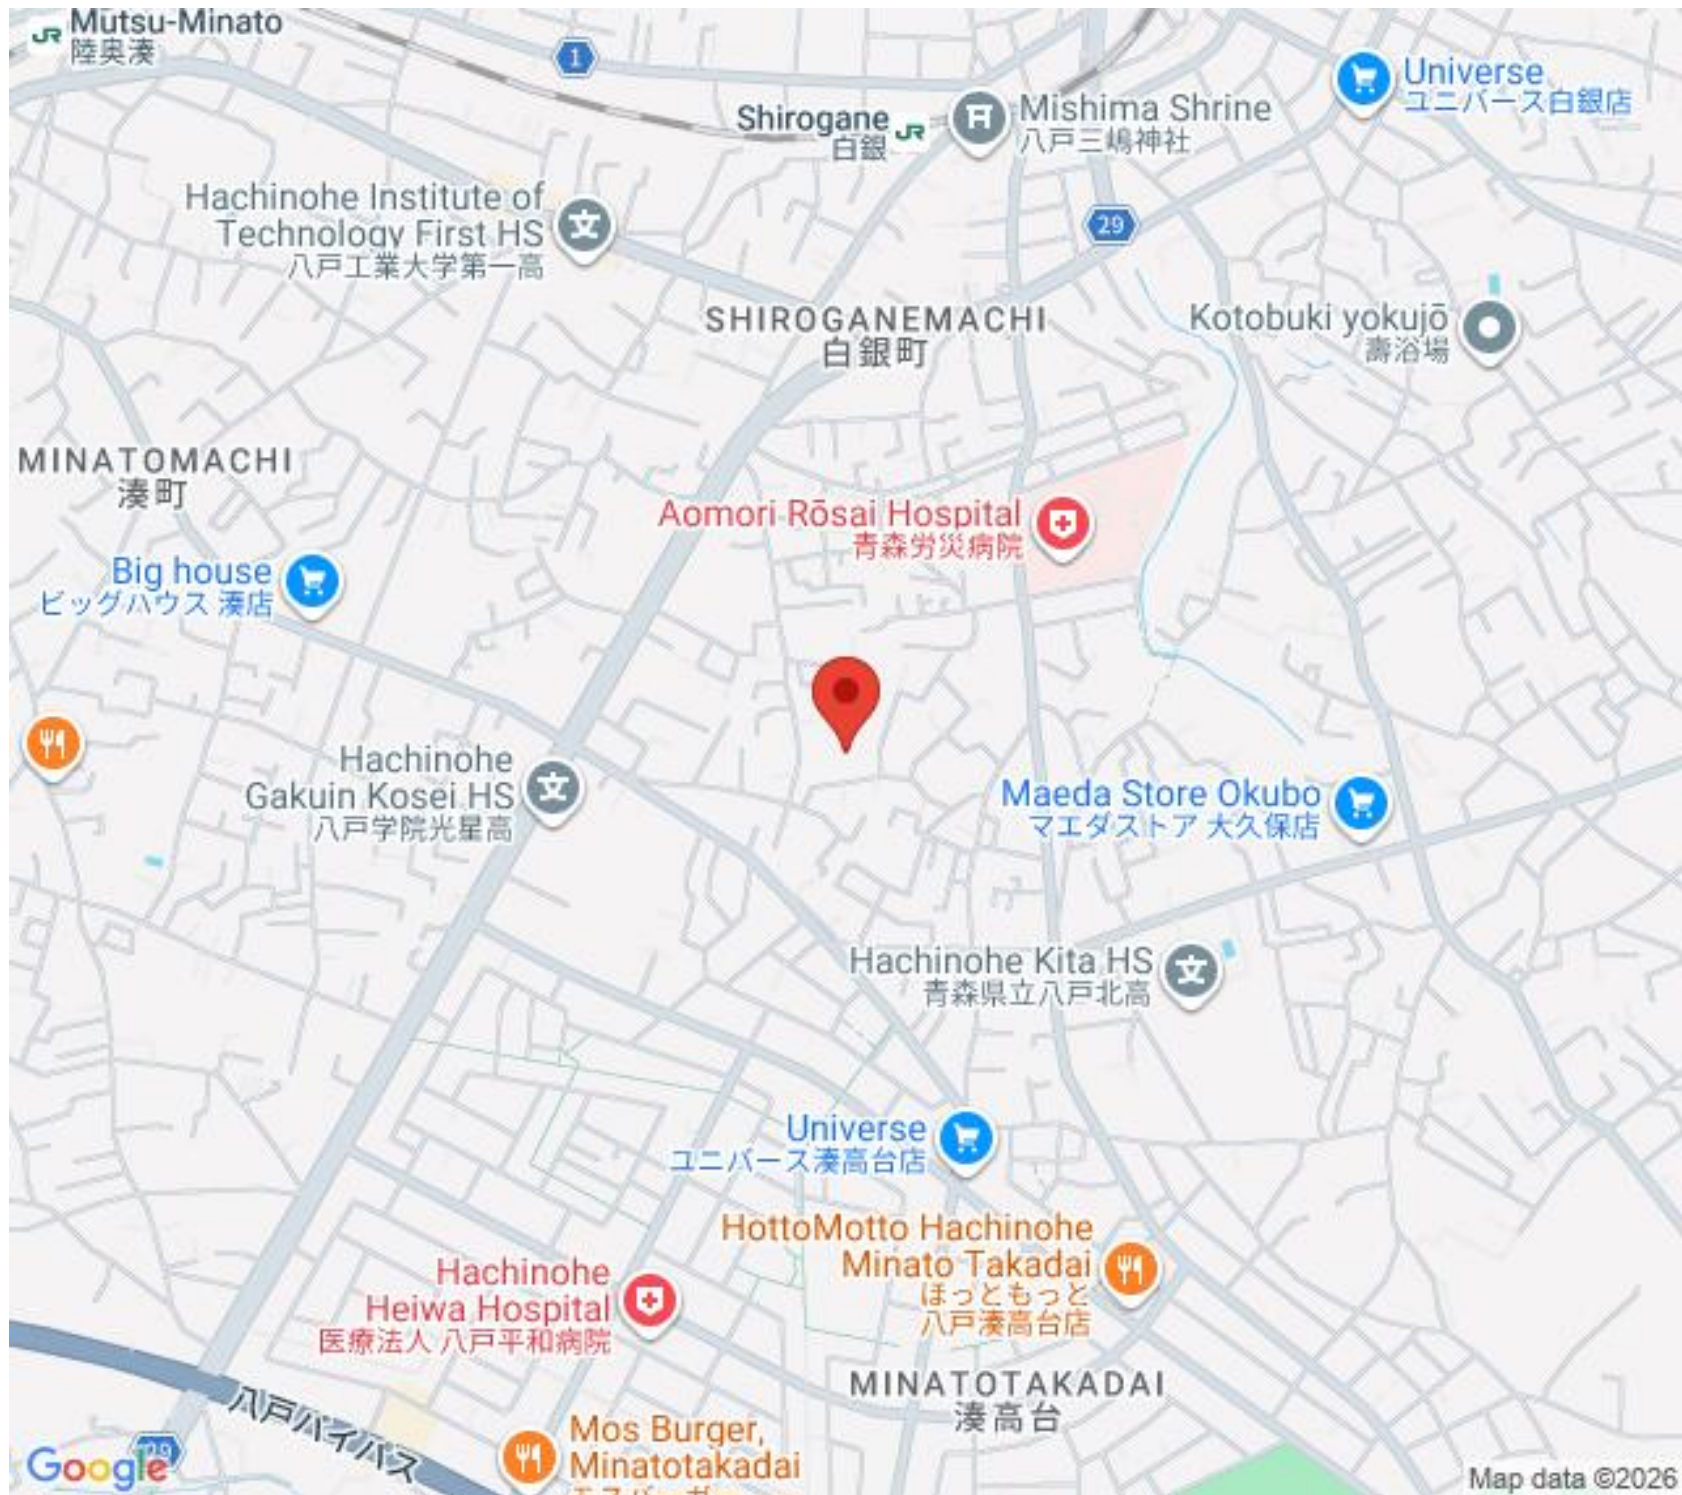 JR Mutsu-Minato
陸奥湊
1
Universe
ユニバース白銀店
Shirogane JR
白銀
Mishima Shrine
八戸三嶋神社
Hachinohe Institute of
Technology First HS
八戸工業大学第一高
29
SHIROGANEMACHI
白銀町
Kotobuki yokujō
壽浴場
MINATOMACHI
湊町
Aomori Rōsai Hospital
青森労災病院
Big house
ビッグハウス 湊店
Hachinohe
Gakuin Kosei HS
八戸学院光星高
Maeda Store Okubo
マエダストア 大久保店
Hachinohe Kita HS
青森県立八戸北高
Universe
ユニバース湊高台店
HottoMotto Hachinohe
Minato Takadai
ほっともっと
八戸湊高台店
Hachinohe
Heiwa Hospital
医療法人 八戸平和病院
MINATOTAKADAI
湊高台
八戸バイパス
Mos Burger,
Minatotakadai
29
Google
Map data ©2026